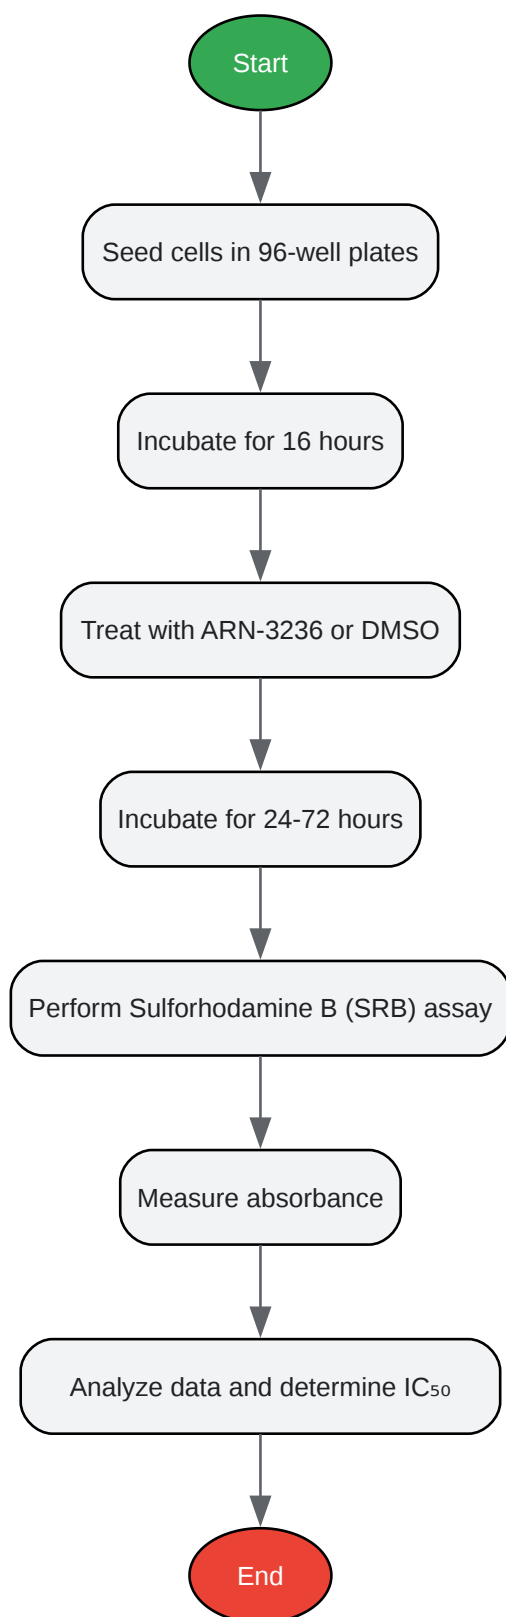 Start
Seed cells in 96-well plates
Incubate for 16 hours
Treat with ARN-3236 or DMSO
Incubate for 24-72 hours
Perform Sulforhodamine B (SRB) assay
Measure absorbance
Analyze data and determine IC₅₀
End